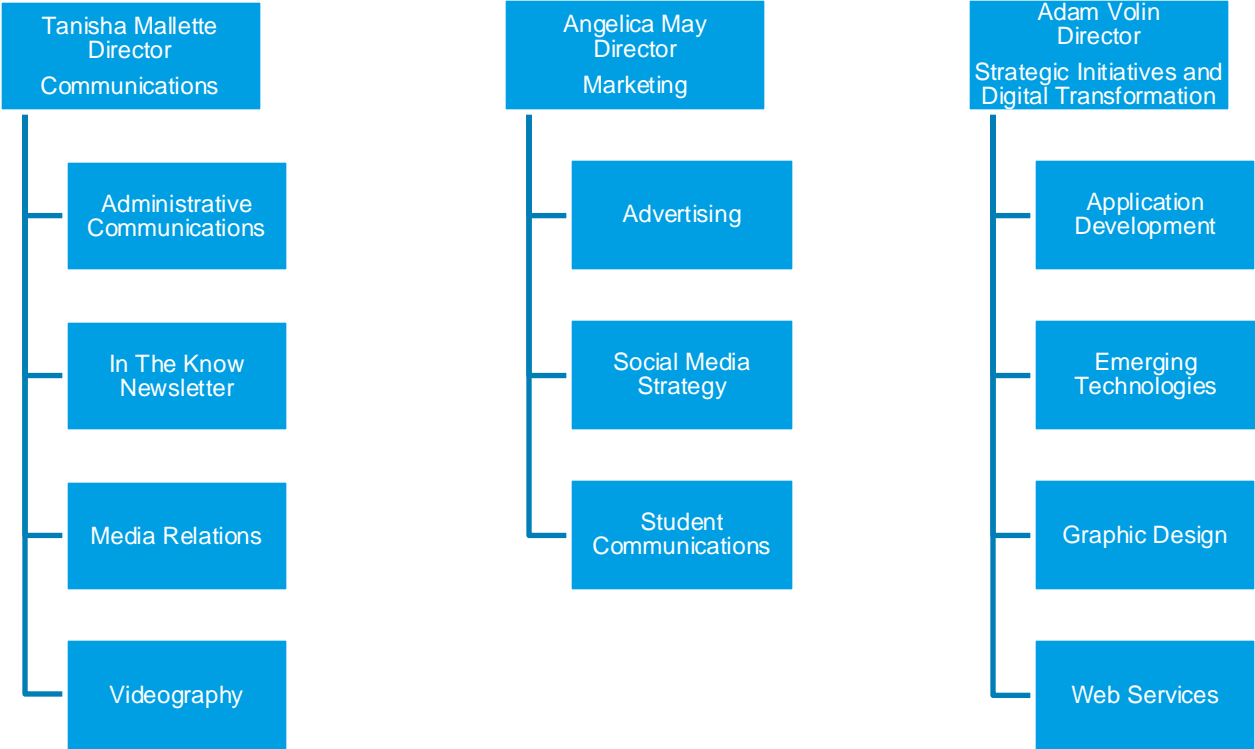 Tanisha Mallette
Director
Communications
Administrative
Communications
In The Know
Newsletter
Media Relations
Videography
Angelica May
Director
Marketing
Advertising
Social Media
Strategy
Student
Communications
Adam Volin
Director
Strategic Initiatives and
Digital Transformation
Application
Development
Emerging
Technologies
Graphic Design
Web Services